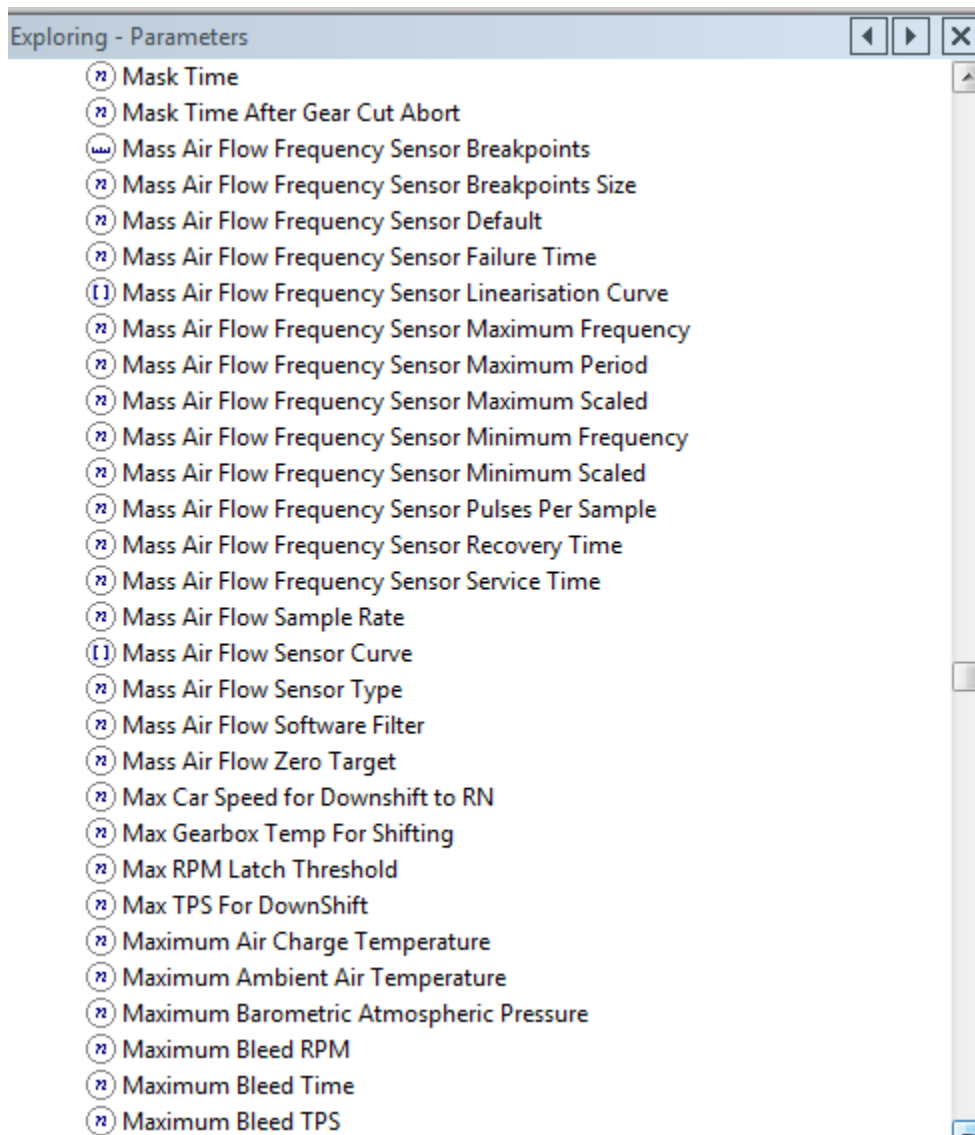 Exploring - Parameters
Mask Time
Mask Time After Gear Cut Abort
Mass Air Flow Frequency Sensor Breakpoints
Mass Air Flow Frequency Sensor Breakpoints Size
Mass Air Flow Frequency Sensor Default
Mass Air Flow Frequency Sensor Failure Time
Mass Air Flow Frequency Sensor Linearisation Curve
Mass Air Flow Frequency Sensor Maximum Frequency
Mass Air Flow Frequency Sensor Maximum Period
Mass Air Flow Frequency Sensor Maximum Scaled
Mass Air Flow Frequency Sensor Minimum Frequency
Mass Air Flow Frequency Sensor Minimum Scaled
Mass Air Flow Frequency Sensor Pulses Per Sample
Mass Air Flow Frequency Sensor Recovery Time
Mass Air Flow Frequency Sensor Service Time
Mass Air Flow Sample Rate
Mass Air Flow Sensor Curve
Mass Air Flow Sensor Type
Mass Air Flow Software Filter
Mass Air Flow Zero Target
Max Car Speed for Downshift to RN
Max Gearbox Temp For Shifting
Max RPM Latch Threshold
Max TPS For DownShift
Maximum Air Charge Temperature
Maximum Ambient Air Temperature
Maximum Barometric Atmospheric Pressure
Maximum Bleed RPM
Maximum Bleed Time
Maximum Bleed TPS